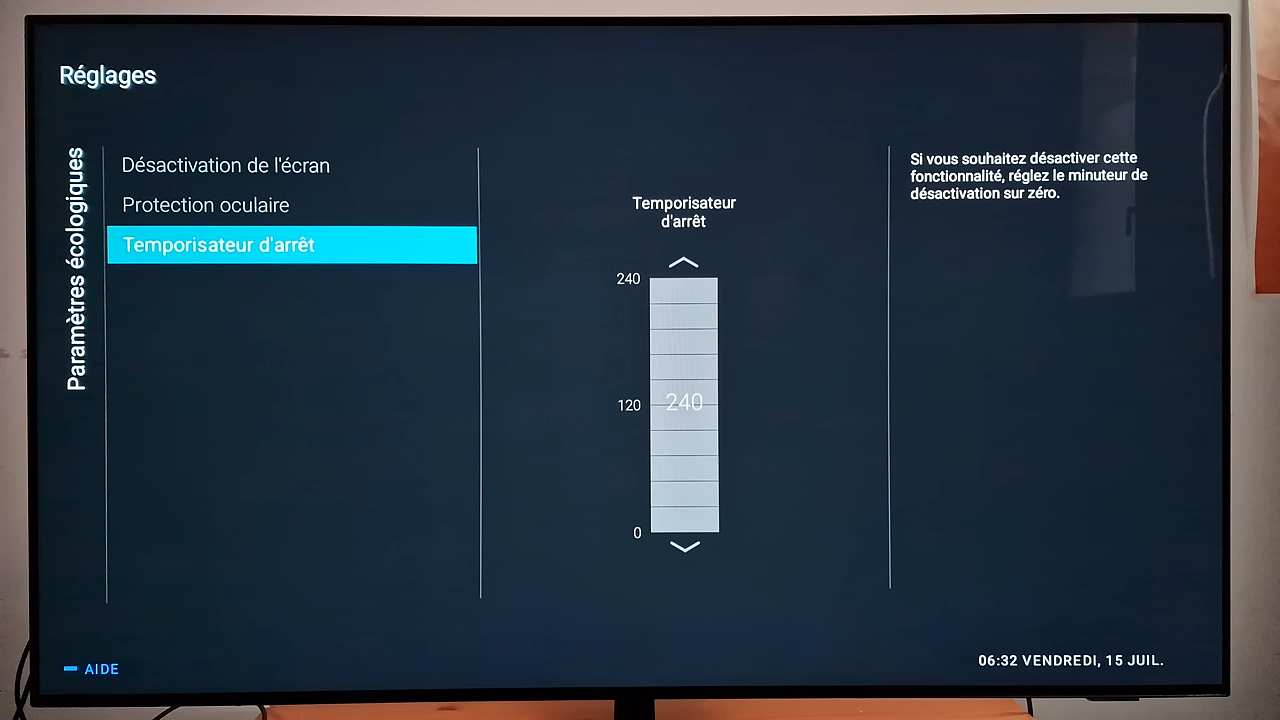 Réglages
Paramètres écologiques
Désactivation de l'écran
Protection oculaire
Temporisateur d'arrêt
Temporisateur
d'arrêt
240
120
240
0
Si vous souhaitez désactiver cette
fonctionnalité, réglez le minuteur de
désactivation sur zéro.
AIDE
06:32 VENDREDI, 15 JUIL.